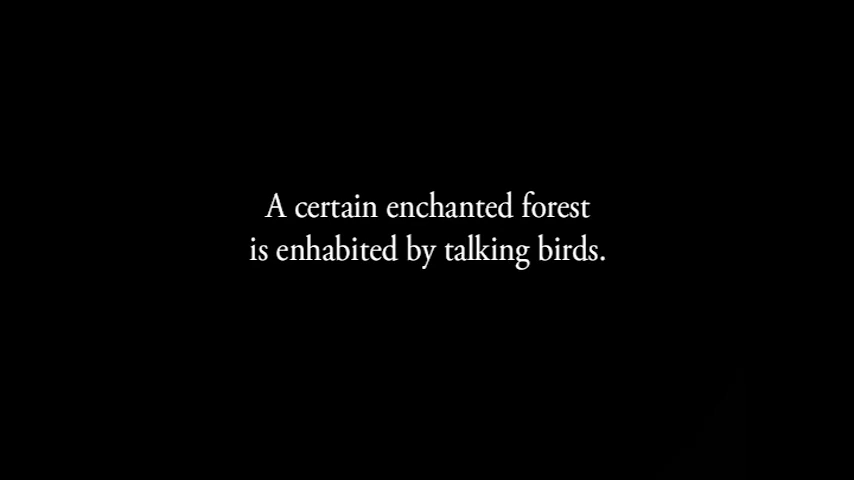 A certain enchanted forest
is enhabited by talking birds.